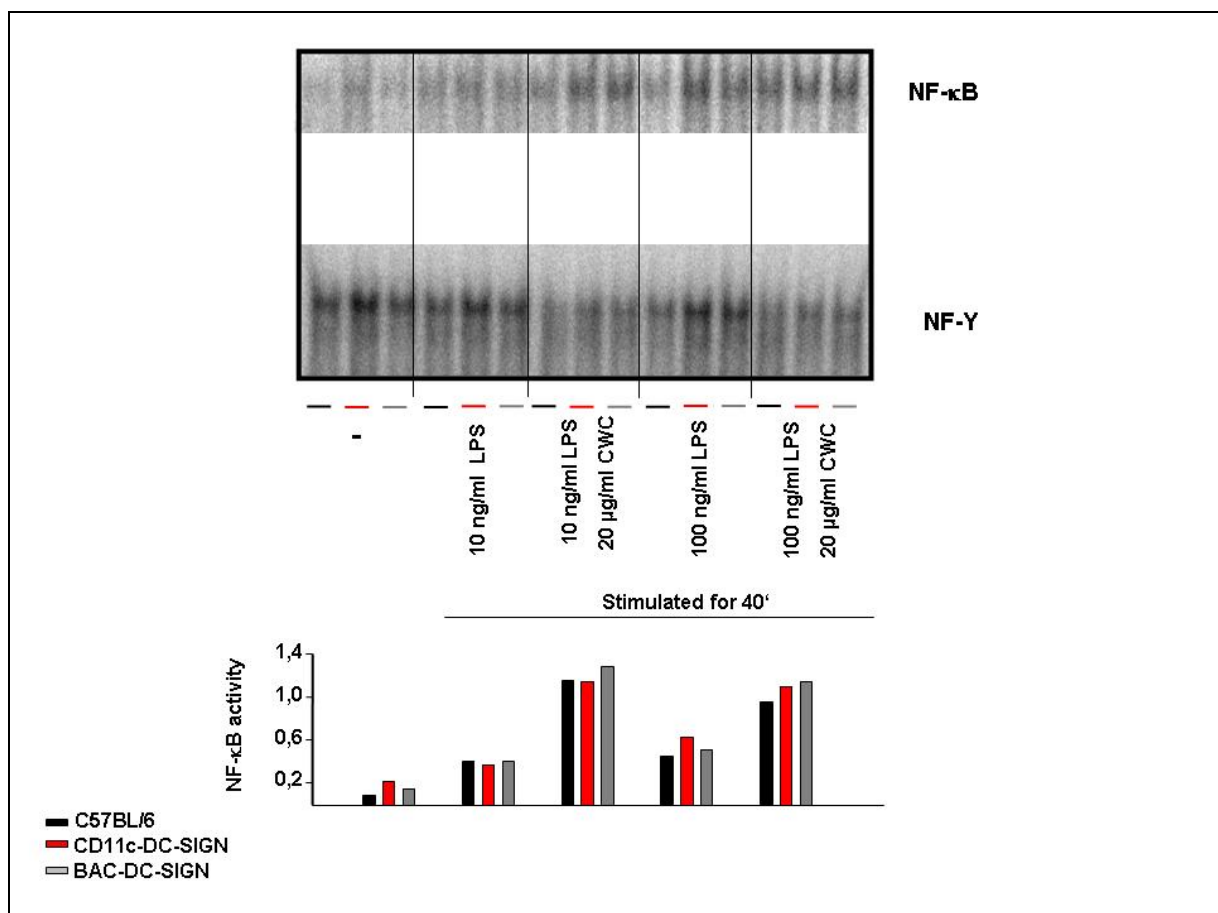 NF-κB
NF-Y
-
10 ng/ml LPS
10 ng/ml LPS
20 µg/ml CWC
100 ng/ml LPS
100 ng/ml LPS
20 µg/ml CWC
Stimulated for 40‘
NF-κB activity
1,4
1,0
0,6
0,2
C57BL/6
CD11c-DC-SIGN
BAC-DC-SIGN